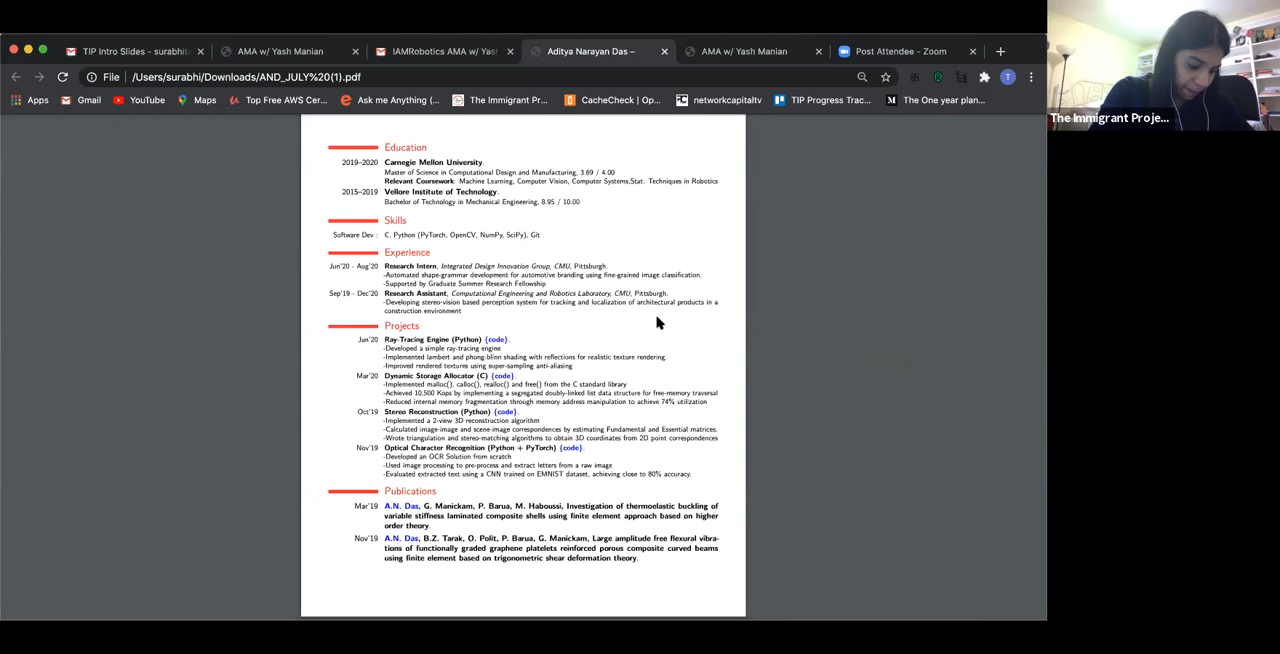 TIP Intro Slides - surabhit
AMA w/ Yash Manian
IAMRobotics AMA w/ Yas
Aditya Narayan Das –
AMA w/ Yash Manian
Post Attendee - Zoom
File | /Users/surabhi/Downloads/AND_JULY%20(1).pdf
T
Apps Gmail YouTube Maps Top Free AWS Cer... Ask me Anything (... The Immigrant Pr... CacheCheck | Op... networkcapitaltv TIP Progress Trac... The One year plan...
The Immigrant Proje...
Education
2019–2020 Carnegie Mellon University.
Master of Science in Computational Design and Manufacturing, 3.69 / 4.00
Relevant Coursework: Machine Learning, Computer Vision, Computer Systems,Stat. Techniques in Robotics
2015–2019 Vellore Institute of Technology.
Bachelor of Technology in Mechanical Engineering, 8.95 / 10.00
Skills
Software Dev : C, Python (PyTorch, OpenCV, NumPy, SciPy), Git
Experience
Jun'20 - Aug'20 Research Intern, Integrated Design Innovation Group, CMU, Pittsburgh.
-Automated shape-grammar development for automotive branding using fine-grained image classification.
-Supported by Graduate Summer Research Fellowship
Sep'19 - Dec'20 Research Assistant, Computational Engineering and Robotics Laboratory, CMU, Pittsburgh.
-Developing stereo-vision based perception system for tracking and localization of architectural products in a
construction environment
Projects
Jun'20 Ray-Tracing Engine (Python) {code}.
-Developed a simple ray-tracing engine
-Implemented lambert and phong-blinn shading with reflections for realistic texture rendering.
-Improved rendered textures using super-sampling anti-aliasing
Mar'20 Dynamic Storage Allocator (C) {code}.
-Implemented malloc(), calloc(), realloc() and free() from the C standard library
-Achieved 10,500 Kops by implementing a segregated doubly-linked list data structure for free-memory traversal
-Reduced internal memory fragmentation through memory address manipulation to achieve 74% utilization
Oct'19 Stereo Reconstruction (Python) {code}.
-Implemented a 2-view 3D reconstruction algorithm
-Calculated image-image and scene-image correspondences by estimating Fundamental and Essential matrices.
-Wrote triangulation and stereo-matching algorithms to obtain 3D coordinates from 2D point correspondences
Nov'19 Optical Character Recognition (Python + PyTorch) {code}.
-Developed an OCR Solution from scratch
-Used image processing to pre-process and extract letters from a raw image
-Evaluated extracted text using a CNN trained on EMNIST dataset, achieving close to 80% accuracy.
Publications
Mar'19 A.N. Das, G. Manickam, P. Barua, M. Haboussi, Investigation of thermoelastic buckling of
variable stiffness laminated composite shells using finite element approach based on higher
order theory.
Nov'19 A.N. Das, B.Z. Tarak, O. Polit, P. Barua, G. Manickam, Large amplitude free flexural vibra-
tions of functionally graded graphene platelets reinforced porous composite curved beams
using finite element based on trigonometric shear deformation theory.